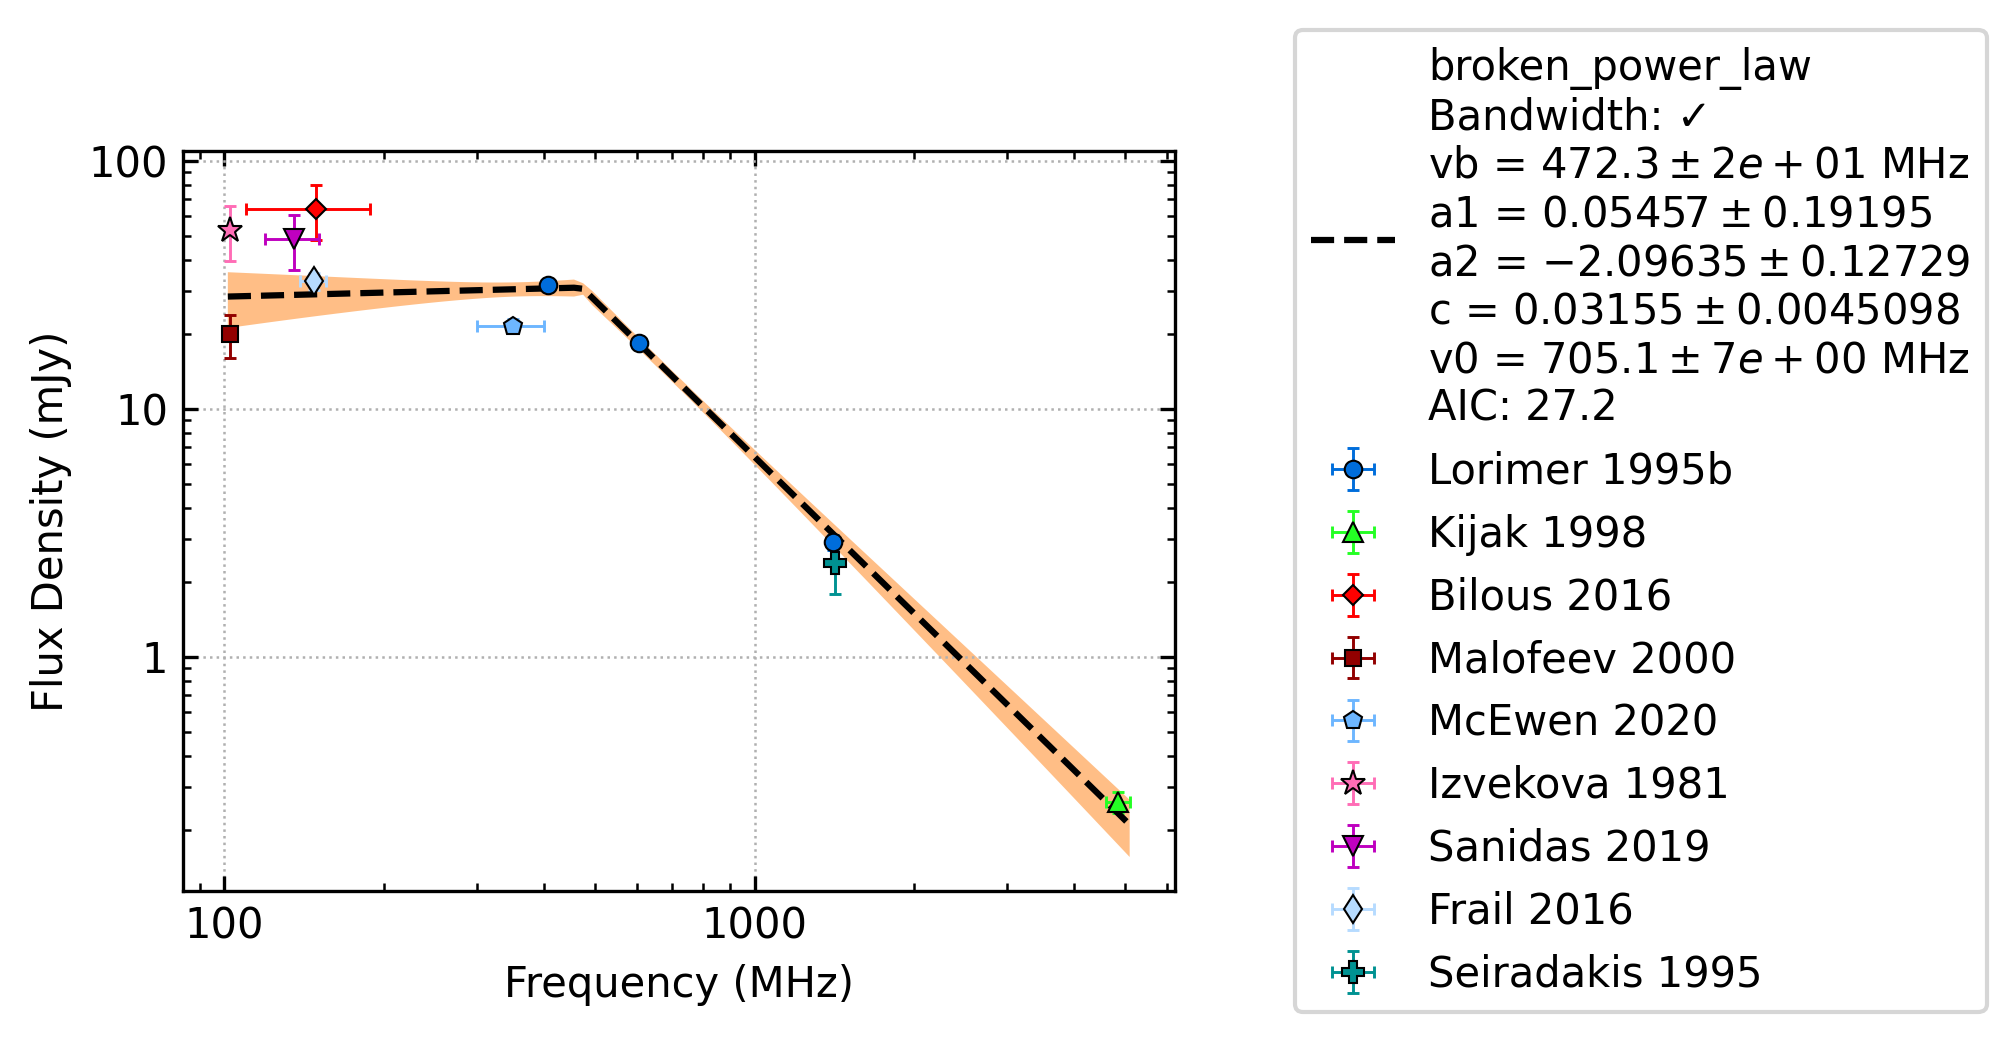 100
10
1
Flux Density (mJy)
100
1000
Frequency (MHz)
broken_power_law
Bandwidth: ✓
vb = 472.3 ± 2e + 01 MHz
a1 = 0.05457 ± 0.19195
a2 = −2.09635 ± 0.12729
c = 0.03155 ± 0.0045098
v0 = 705.1 ± 7e + 00 MHz
AIC: 27.2
Lorimer 1995b
Kijak 1998
Bilous 2016
Malofeev 2000
McEwen 2020
Izvekova 1981
Sanidas 2019
Frail 2016
Seiradakis 1995